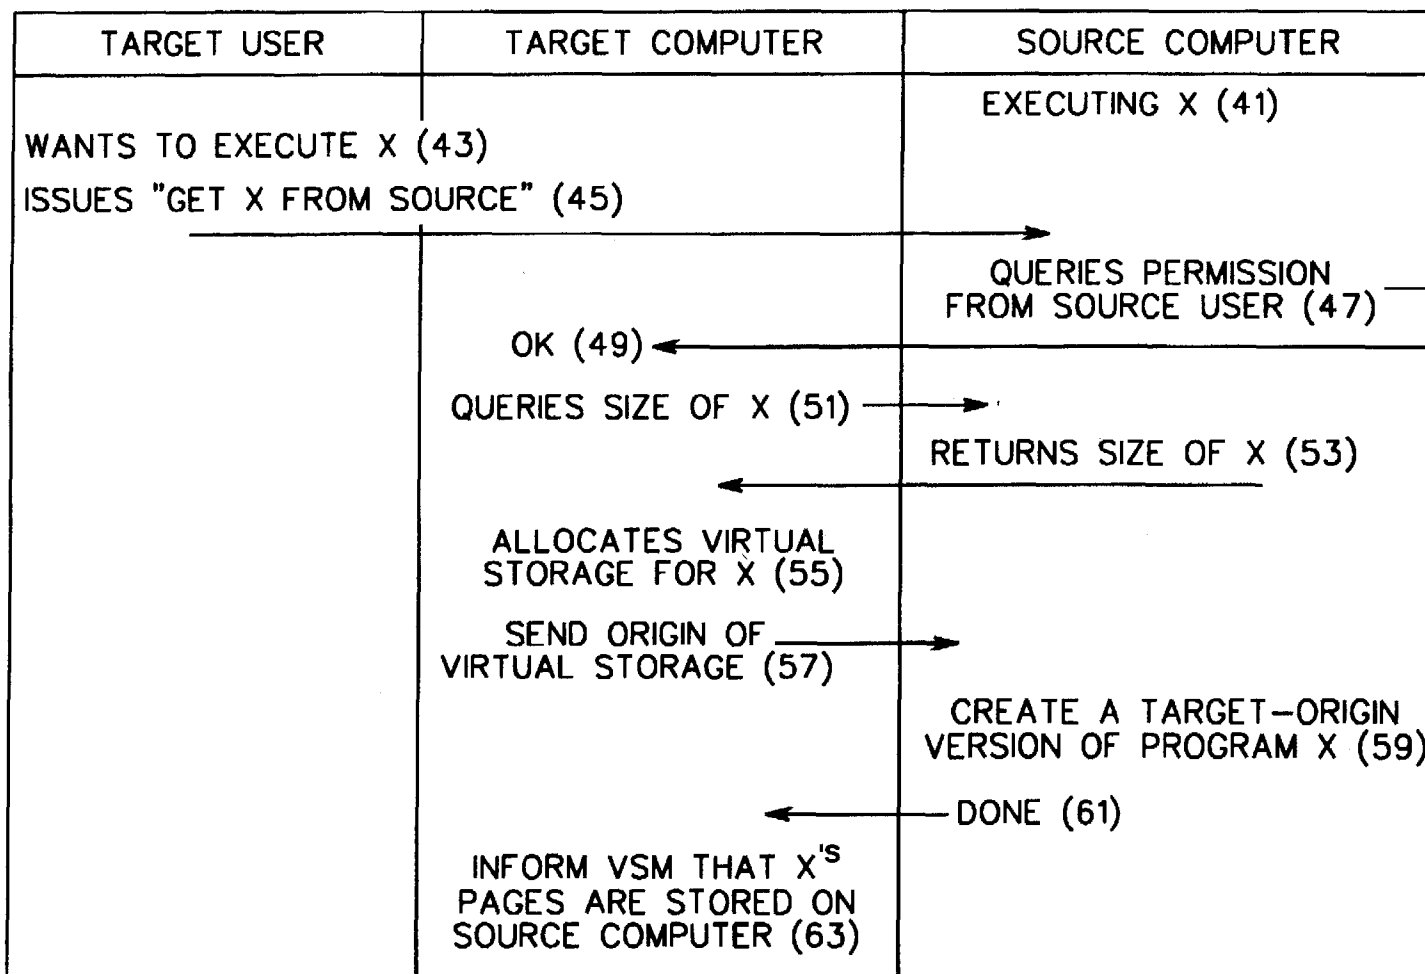 TARGET USER
TARGET COMPUTER
SOURCE COMPUTER
EXECUTING X (41)
WANTS TO EXECUTE X (43)
ISSUES "GET X FROM SOURCE" (45)
QUERIES PERMISSION
FROM SOURCE USER (47)
OK (49)
QUERIES SIZE OF X (51)
RETURNS SIZE OF X (53)
ALLOCATES VIRTUAL
STORAGE FOR X (55)
SEND ORIGIN OF
VIRTUAL STORAGE (57)
CREATE A TARGET-ORIGIN
VERSION OF PROGRAM X (59)
DONE (61)
INFORM VSM THAT X'S
PAGES ARE STORED ON
SOURCE COMPUTER (63)